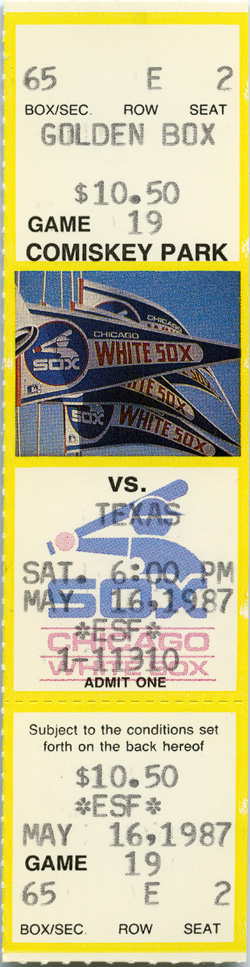 65 E 2
BOX/SEC. ROW SEAT
GOLDEN BOX
$10.50
GAME 19
COMISKEY PARK
SOX
CHICAGO
WHITE SOX
WHITE SOX
SOX
WHITE SOX
VS.
TEXAS
SAT. 6:00 PM
MAY 16,1987
SOX
*ESF*
CHICAGO
1-11310
WHITE SOX
ADMIT ONE
Subject to the conditions set
forth on the back hereof
$10.50
*ESF*
MAY 16,1987
GAME 19
65 E 2
BOX/SEC. ROW SEAT